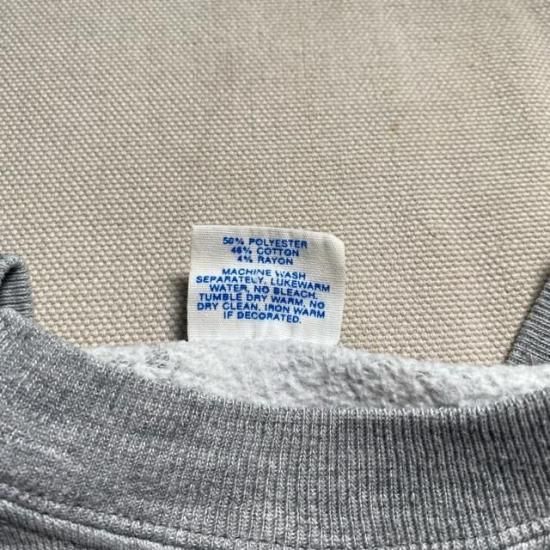 50% POLYESTER
46% COTTON
4% RAYON
MACHINE WASH
SEPARATELY, LUKEWARM
WATER, NO BLEACH.
TUMBLE DRY WARM, NO
DRY CLEAN. IRON WARM
IF DECORATED.